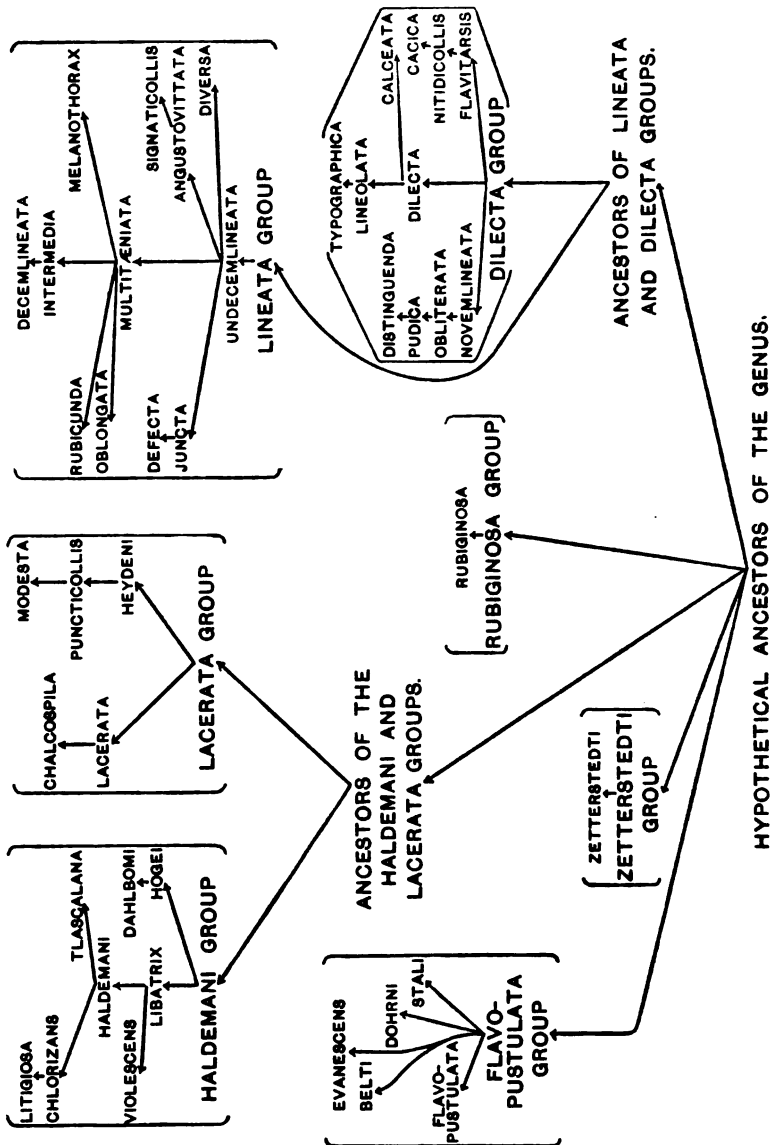 LITIGIOSA
CHLORIZANS
TLASCALANA
HALDEMANI
VIOLESCENS
LIBATRIX
DAHLBOMI
HOGEI
HALDEMANI GROUP
CHALCOSPILA
LACERATA
MODESTA
PUNCTICOLLIS
HEYDENI
LACERATA GROUP
DECEMLINEATA
INTERMEDIA
RUBICUNDA
OBLONGATA
MELANOTHORAX
MULTITÆNIATA
DEFECTA
JUNCTA
SIGNATICOLLIS
ANGUSTOVITTATA
DIVERSA
UNDECEMLINEATA
LINEATA GROUP
EVANESCENS
BELTI
DOHRNI
STALI
FLAVO-
PUSTULATA
FLAVO-
PUSTULATA
GROUP
ANCESTORS OF THE
HALDEMANI AND
LACERATA GROUPS.
RUBIGINOSA
RUBIGINOSA GROUP
TYPOGRAPHICA
LINEOLATA
DISTINGUENDA
PUDICA
OBLITERATA
NOVEMLINEATA
DILECTA
CALCEATA
CACICA
NITIDICOLLIS
FLAVITARSIS
DILECTA GROUP
ZETTERSTEDTI
ZETTERSTEDTI
GROUP
ANCESTORS OF LINEATA
AND DILECTA GROUPS.
HYPOTHETICAL ANCESTORS OF THE GENUS.